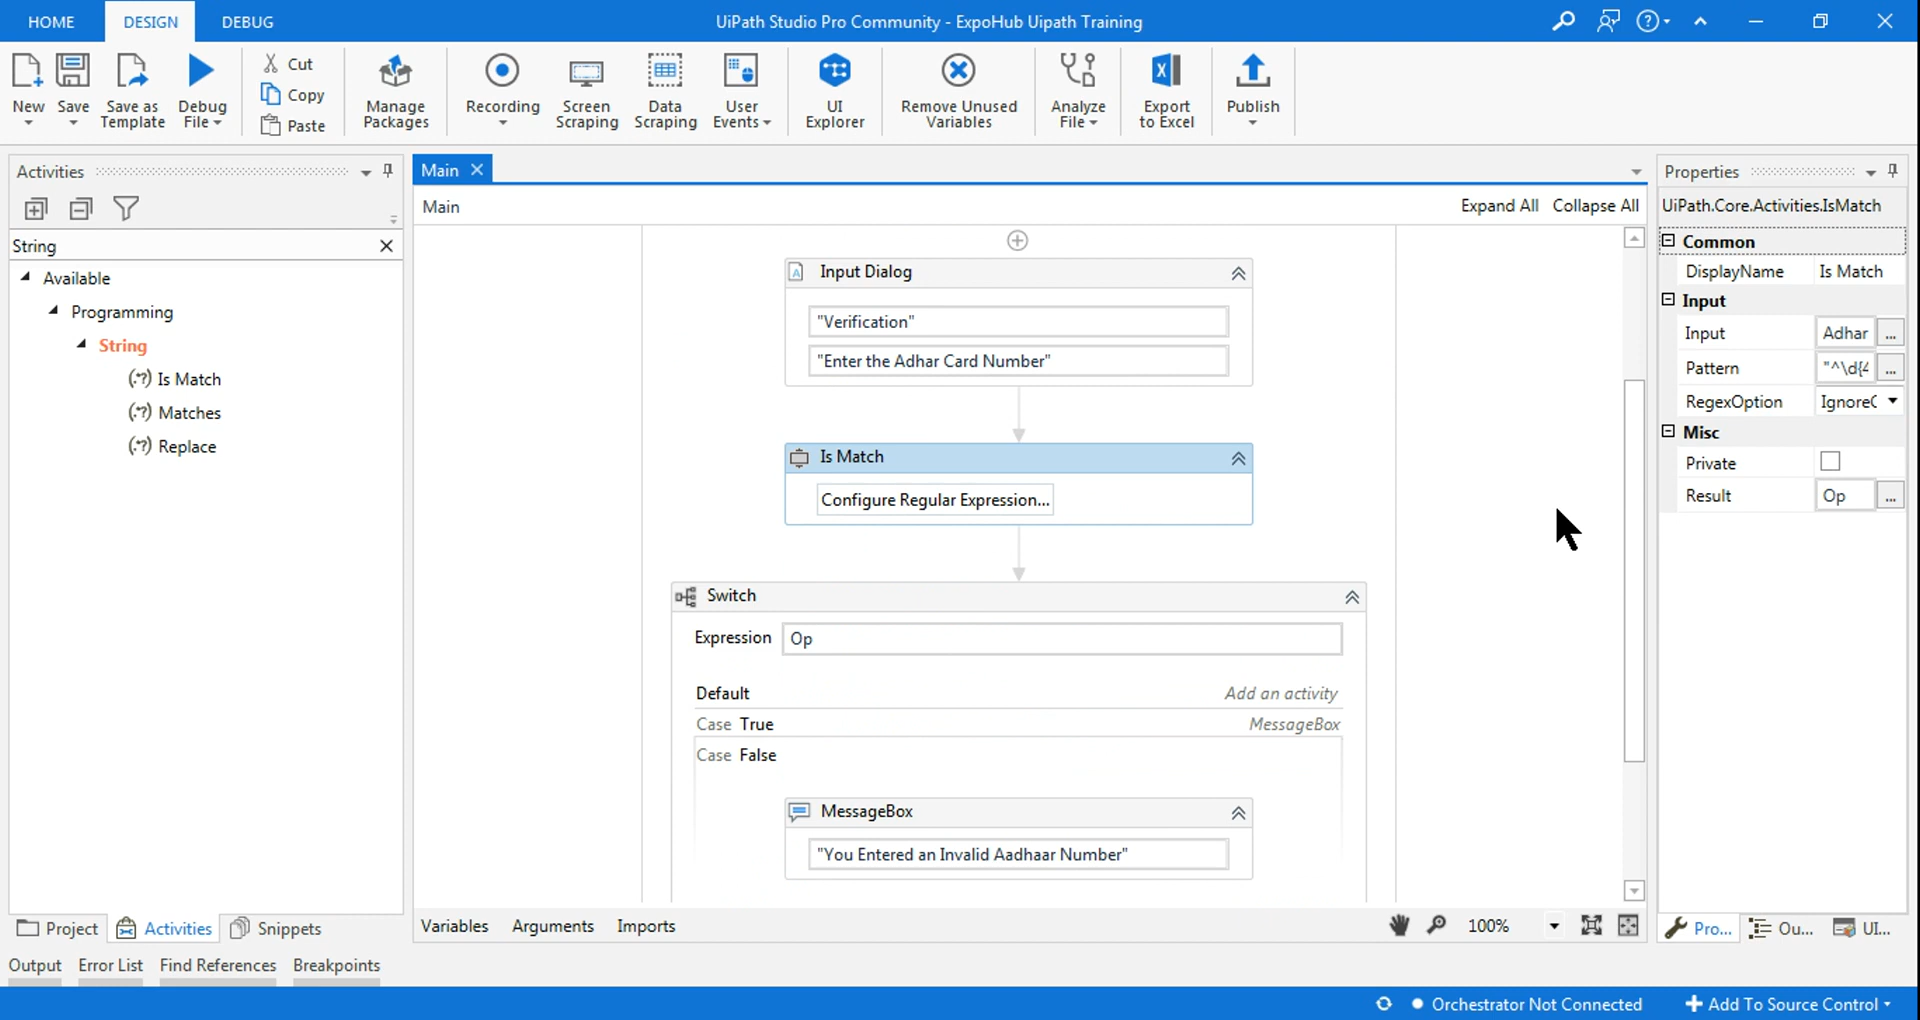 HOME DESIGN DEBUG UiPath Studio Pro Community - ExpoHub Uipath Training
New Save Save as Template Debug File Cut Copy Paste Manage Packages Recording Screen Scraping Data Scraping User Events UI Explorer Remove Unused Variables Analyze File Export to Excel Publish
Activities
String
Available
Programming
String
Is Match
Matches
Replace
Project Activities Snippets
Main
Main Expand All Collapse All
Input Dialog
"Verification"
"Enter the Adhar Card Number"
Is Match
Configure Regular Expression...
Switch
Expression Op
Default Add an activity
Case True MessageBox
Case False
MessageBox
"You Entered an Invalid Aadhaar Number"
Variables Arguments Imports 100%
Properties
UiPath.Core.Activities.IsMatch
Common
DisplayName Is Match
Input
Input Adhar ...
Pattern "^\d{4 ...
RegexOption IgnoreC
Misc
Private
Result Op ...
Pro... Ou... UI...
Output Error List Find References Breakpoints
Orchestrator Not Connected Add To Source Control